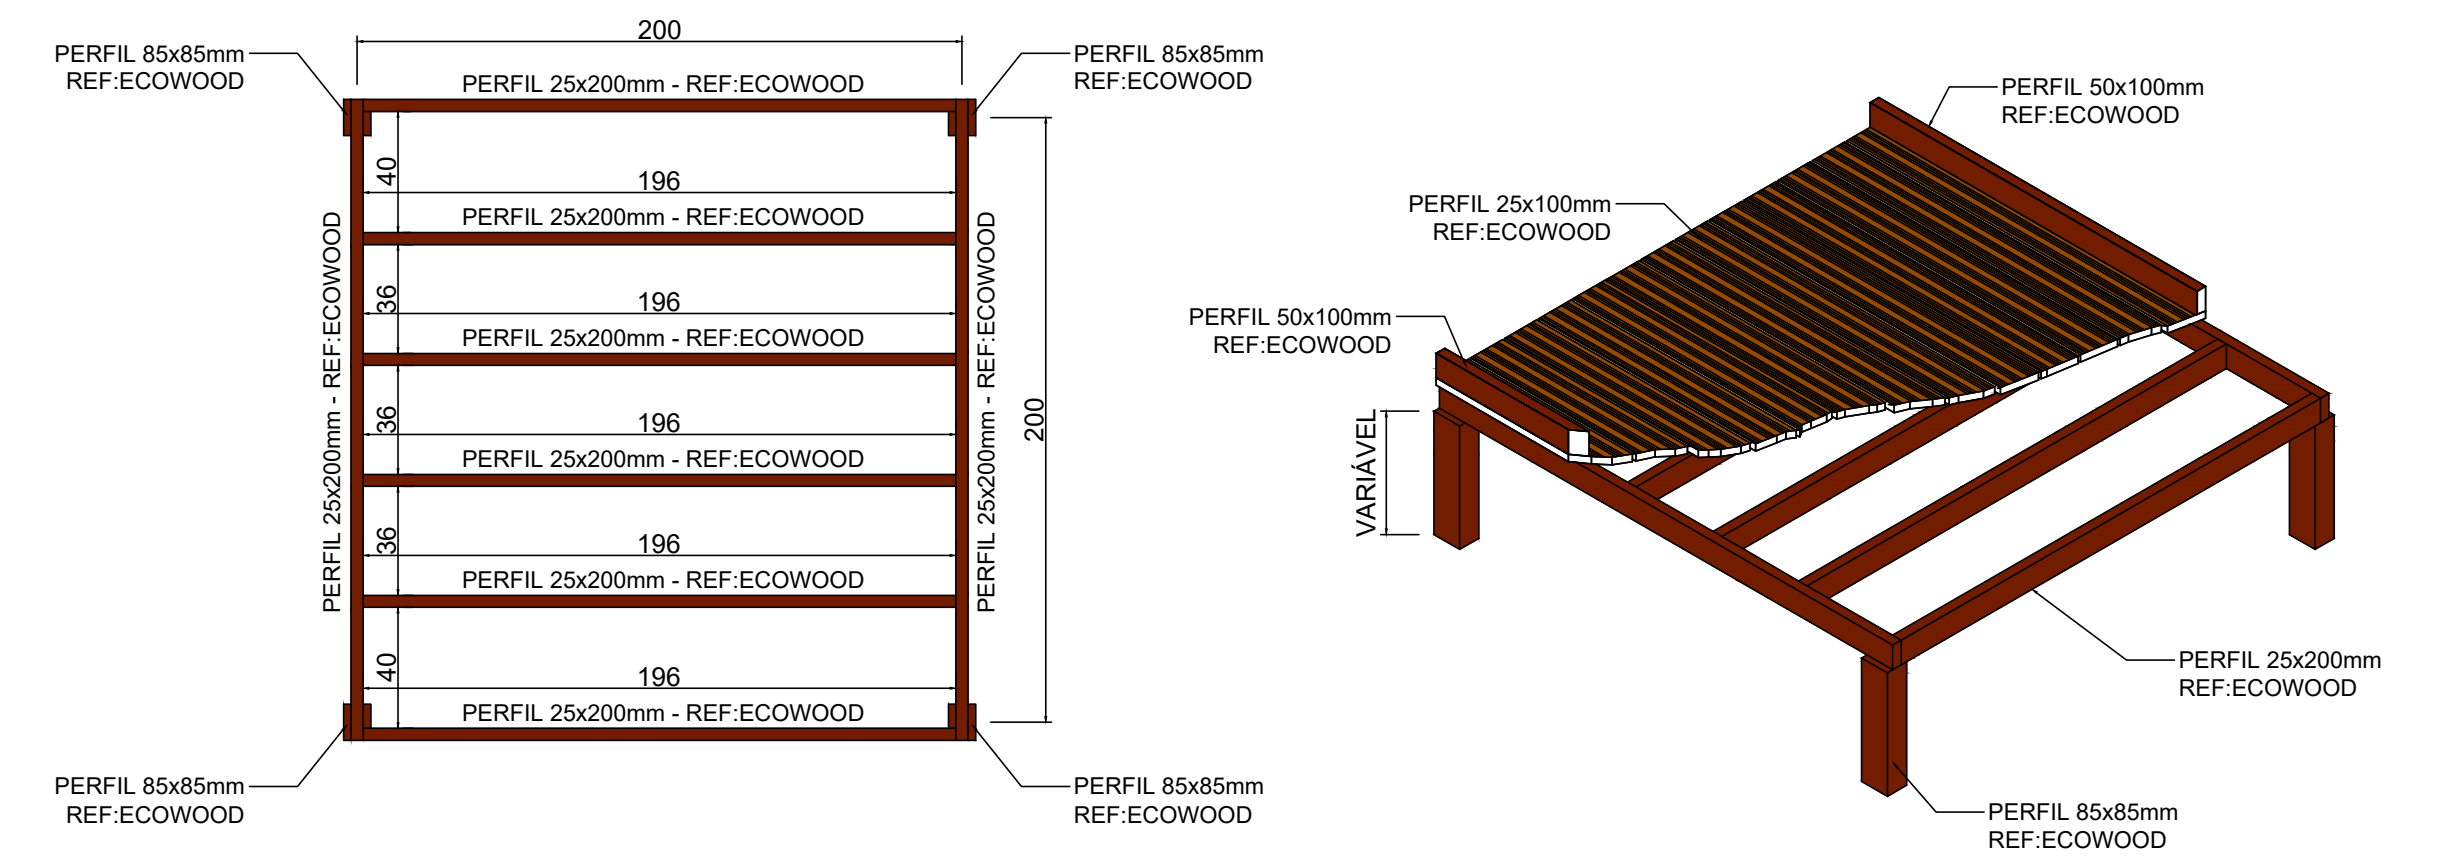 200
PERFIL 85x85mm
REF:ECOWOOD
PERFIL 85x85mm
REF:ECOWOOD
PERFIL 25x200mm - REF:ECOWOOD
40
196
PERFIL 25x200mm - REF:ECOWOOD
36
196
PERFIL 25x200mm - REF:ECOWOOD
36
196
PERFIL 25x200mm - REF:ECOWOOD
36
196
PERFIL 25x200mm - REF:ECOWOOD
40
196
PERFIL 25x200mm - REF:ECOWOOD
PERFIL 25x200mm - REF:ECOWOOD
PERFIL 25x200mm - REF:ECOWOOD
200
PERFIL 85x85mm
REF:ECOWOOD
PERFIL 85x85mm
REF:ECOWOOD
PERFIL 50x100mm
REF:ECOWOOD
PERFIL 25x100mm
REF:ECOWOOD
PERFIL 50x100mm
REF:ECOWOOD
VARIÁVEL
PERFIL 25x200mm
REF:ECOWOOD
PERFIL 85x85mm
REF:ECOWOOD